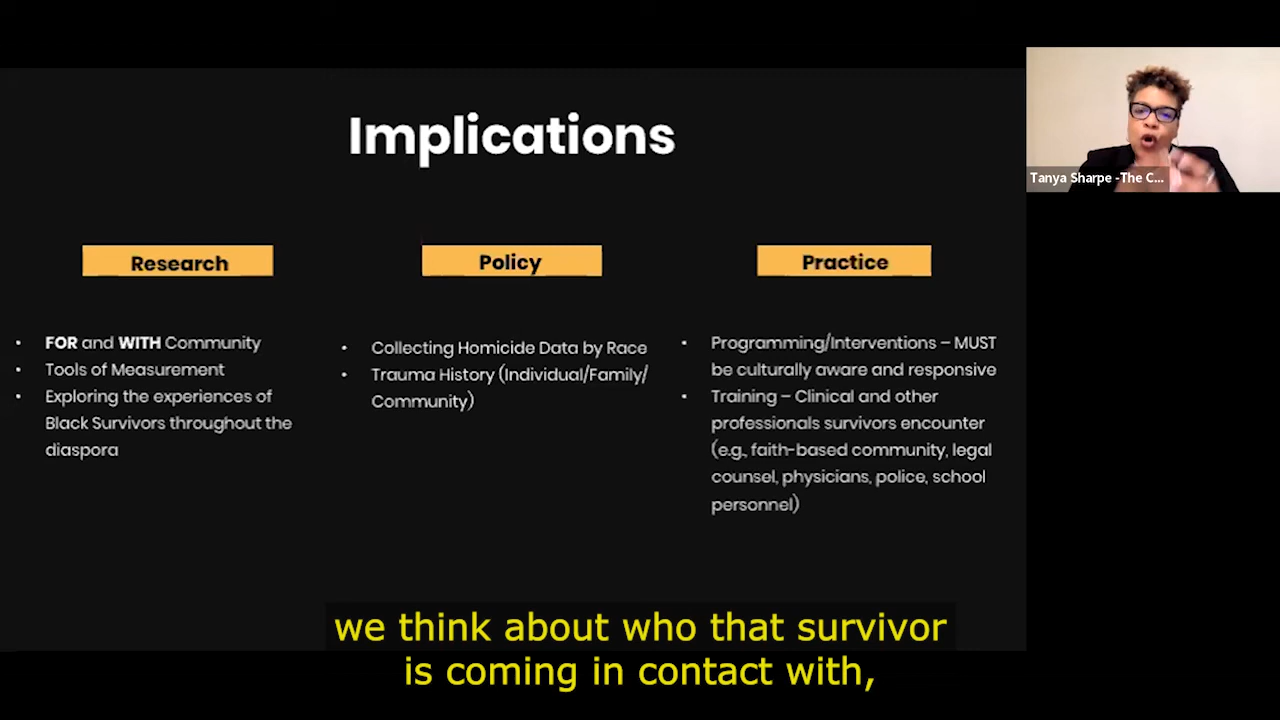 Implications
Tanya Sharpe -The C...
Research
Policy
Practice
• FOR and WITH Community
• Tools of Measurement
• Exploring the experiences of
Black Survivors throughout the
diaspora
• Collecting Homicide Data by Race
• Trauma History (Individual/Family/
Community)
• Programming/Interventions – MUST
be culturally aware and responsive
• Training – Clinical and other
professionals survivors encounter
(e.g., faith-based community, legal
counsel, physicians, police, school
personnel)
we think about who that survivor
is coming in contact with,